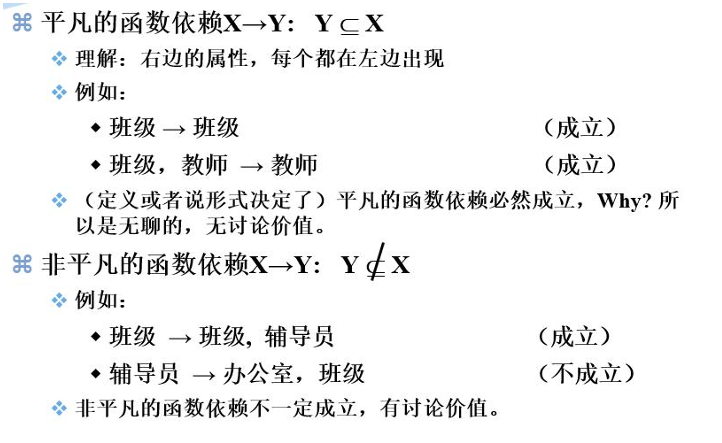 平凡的函数依赖X→Y: Y⊆X
理解：右边的属性，每个都在左边出现
例如：
班级 → 班级 （成立）
班级，教师 → 教师 （成立）
（定义或者说形式决定了）平凡的函数依赖必然成立，Why? 所
以是无聊的，无讨论价值。
非平凡的函数依赖X→Y: Y⊈X
例如：
班级 → 班级, 辅导员 （成立）
辅导员 → 办公室，班级 （不成立）
非平凡的函数依赖不一定成立，有讨论价值。